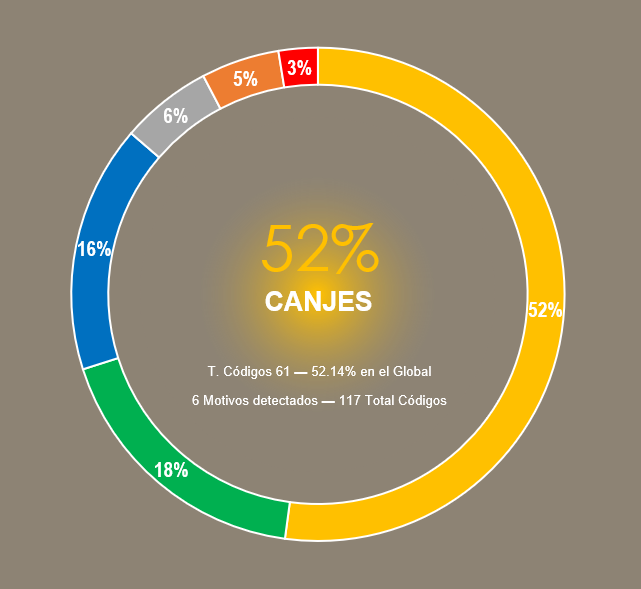 3%
5%
6%
16%
52%
CANJES
52%
T. Códigos 61 — 52.14% en el Global
6 Motivos detectados — 117 Total Códigos
18%